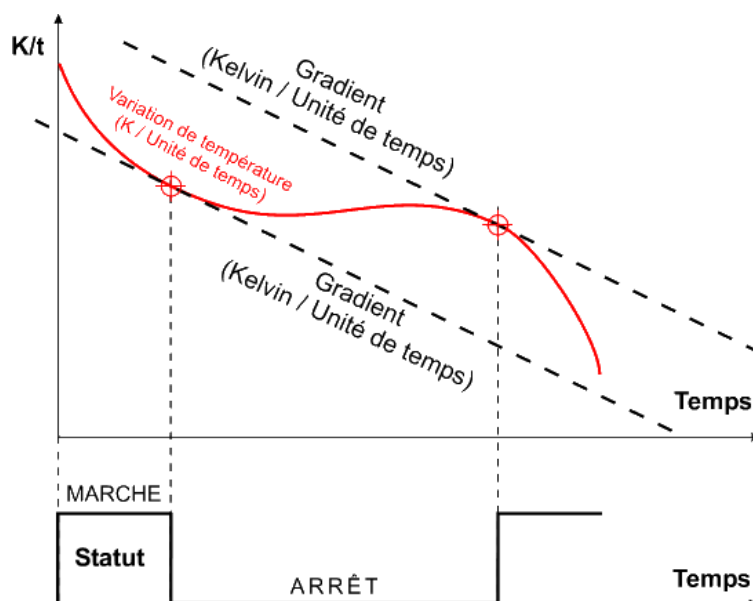 K/t
Gradient
(Kelvin / Unité de temps)
Variation de température
(K / Unité de temps)
Gradient
(Kelvin / Unité de temps)
Temps
MARCHE
Statut
ARRÊT
Temps